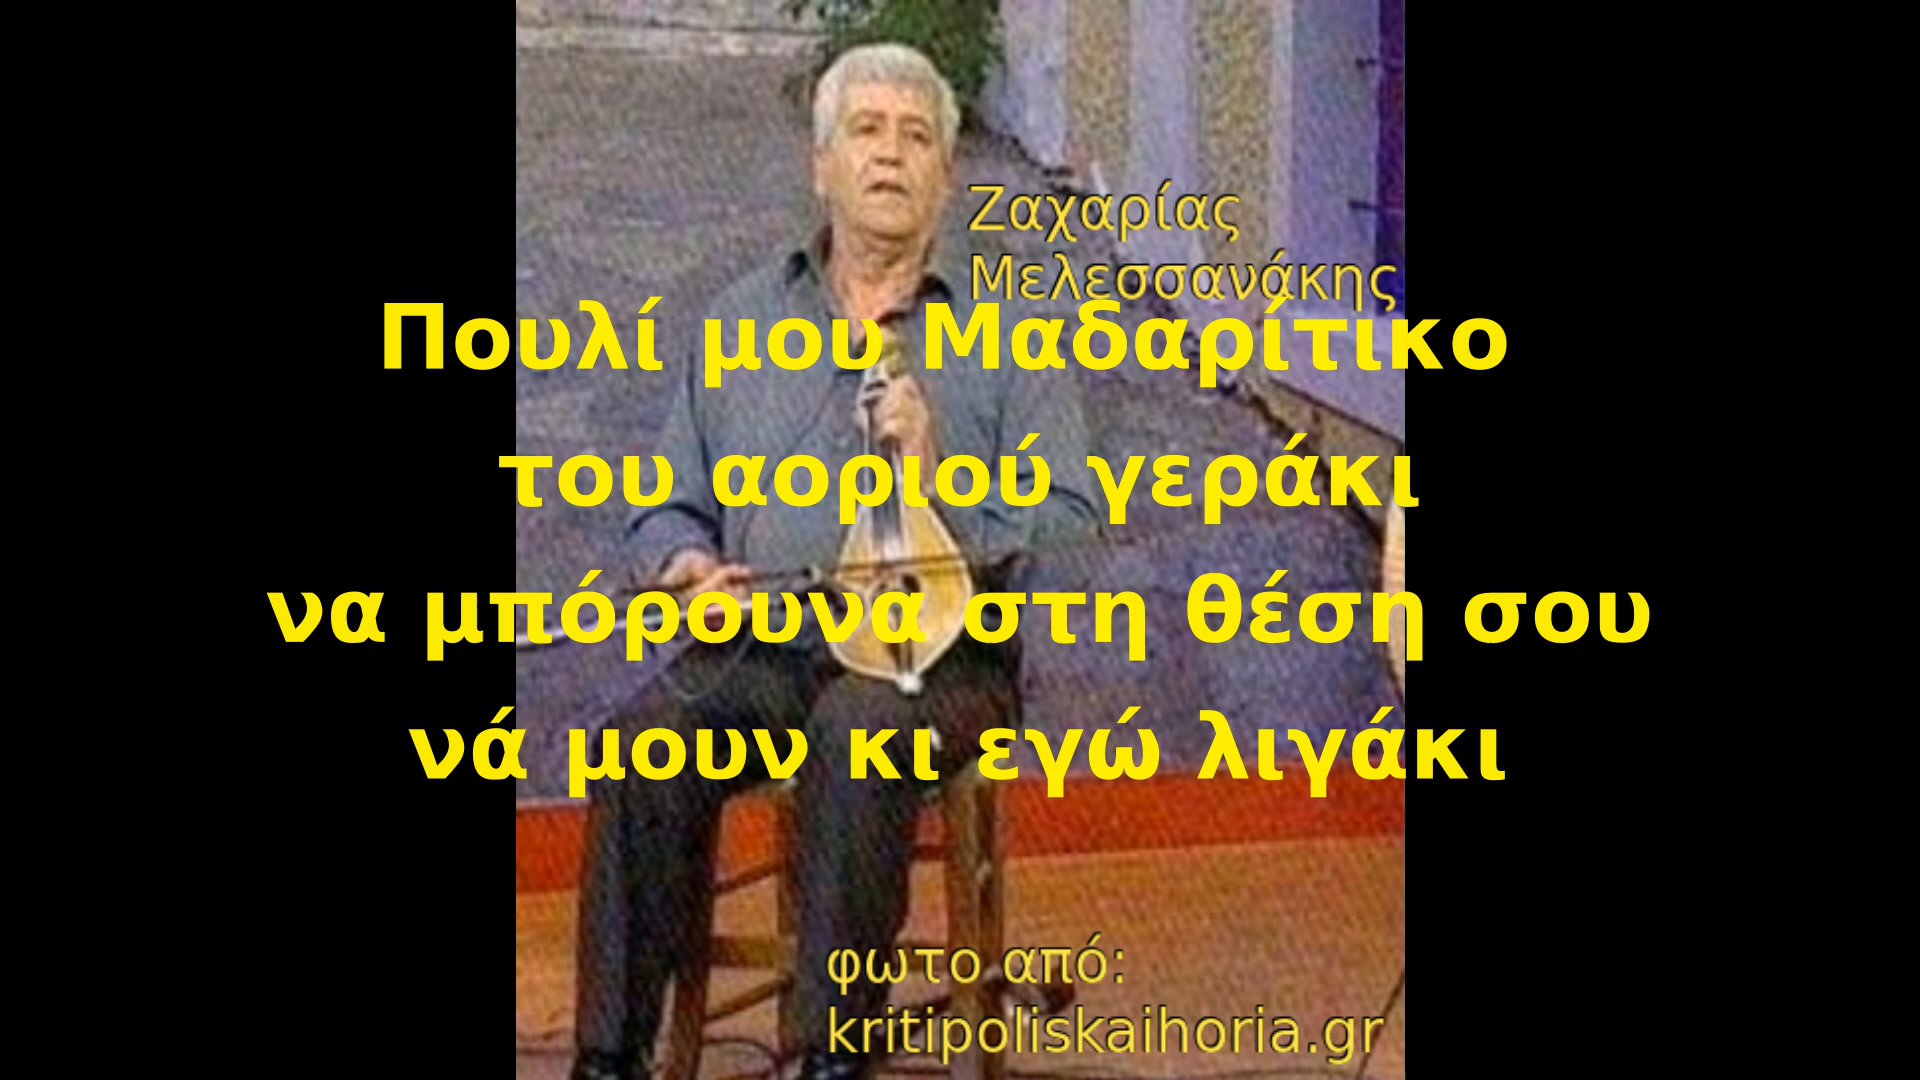 Ζαχαρίας
Μελεσσανάκης
Πουλί μου Μαδαρίτικο
του αοριού γεράκι
να μπόρουνα στη θέση σου
νά μουν κι εγώ λιγάκι
φωτο από:
kritipoliskaihoria.gr